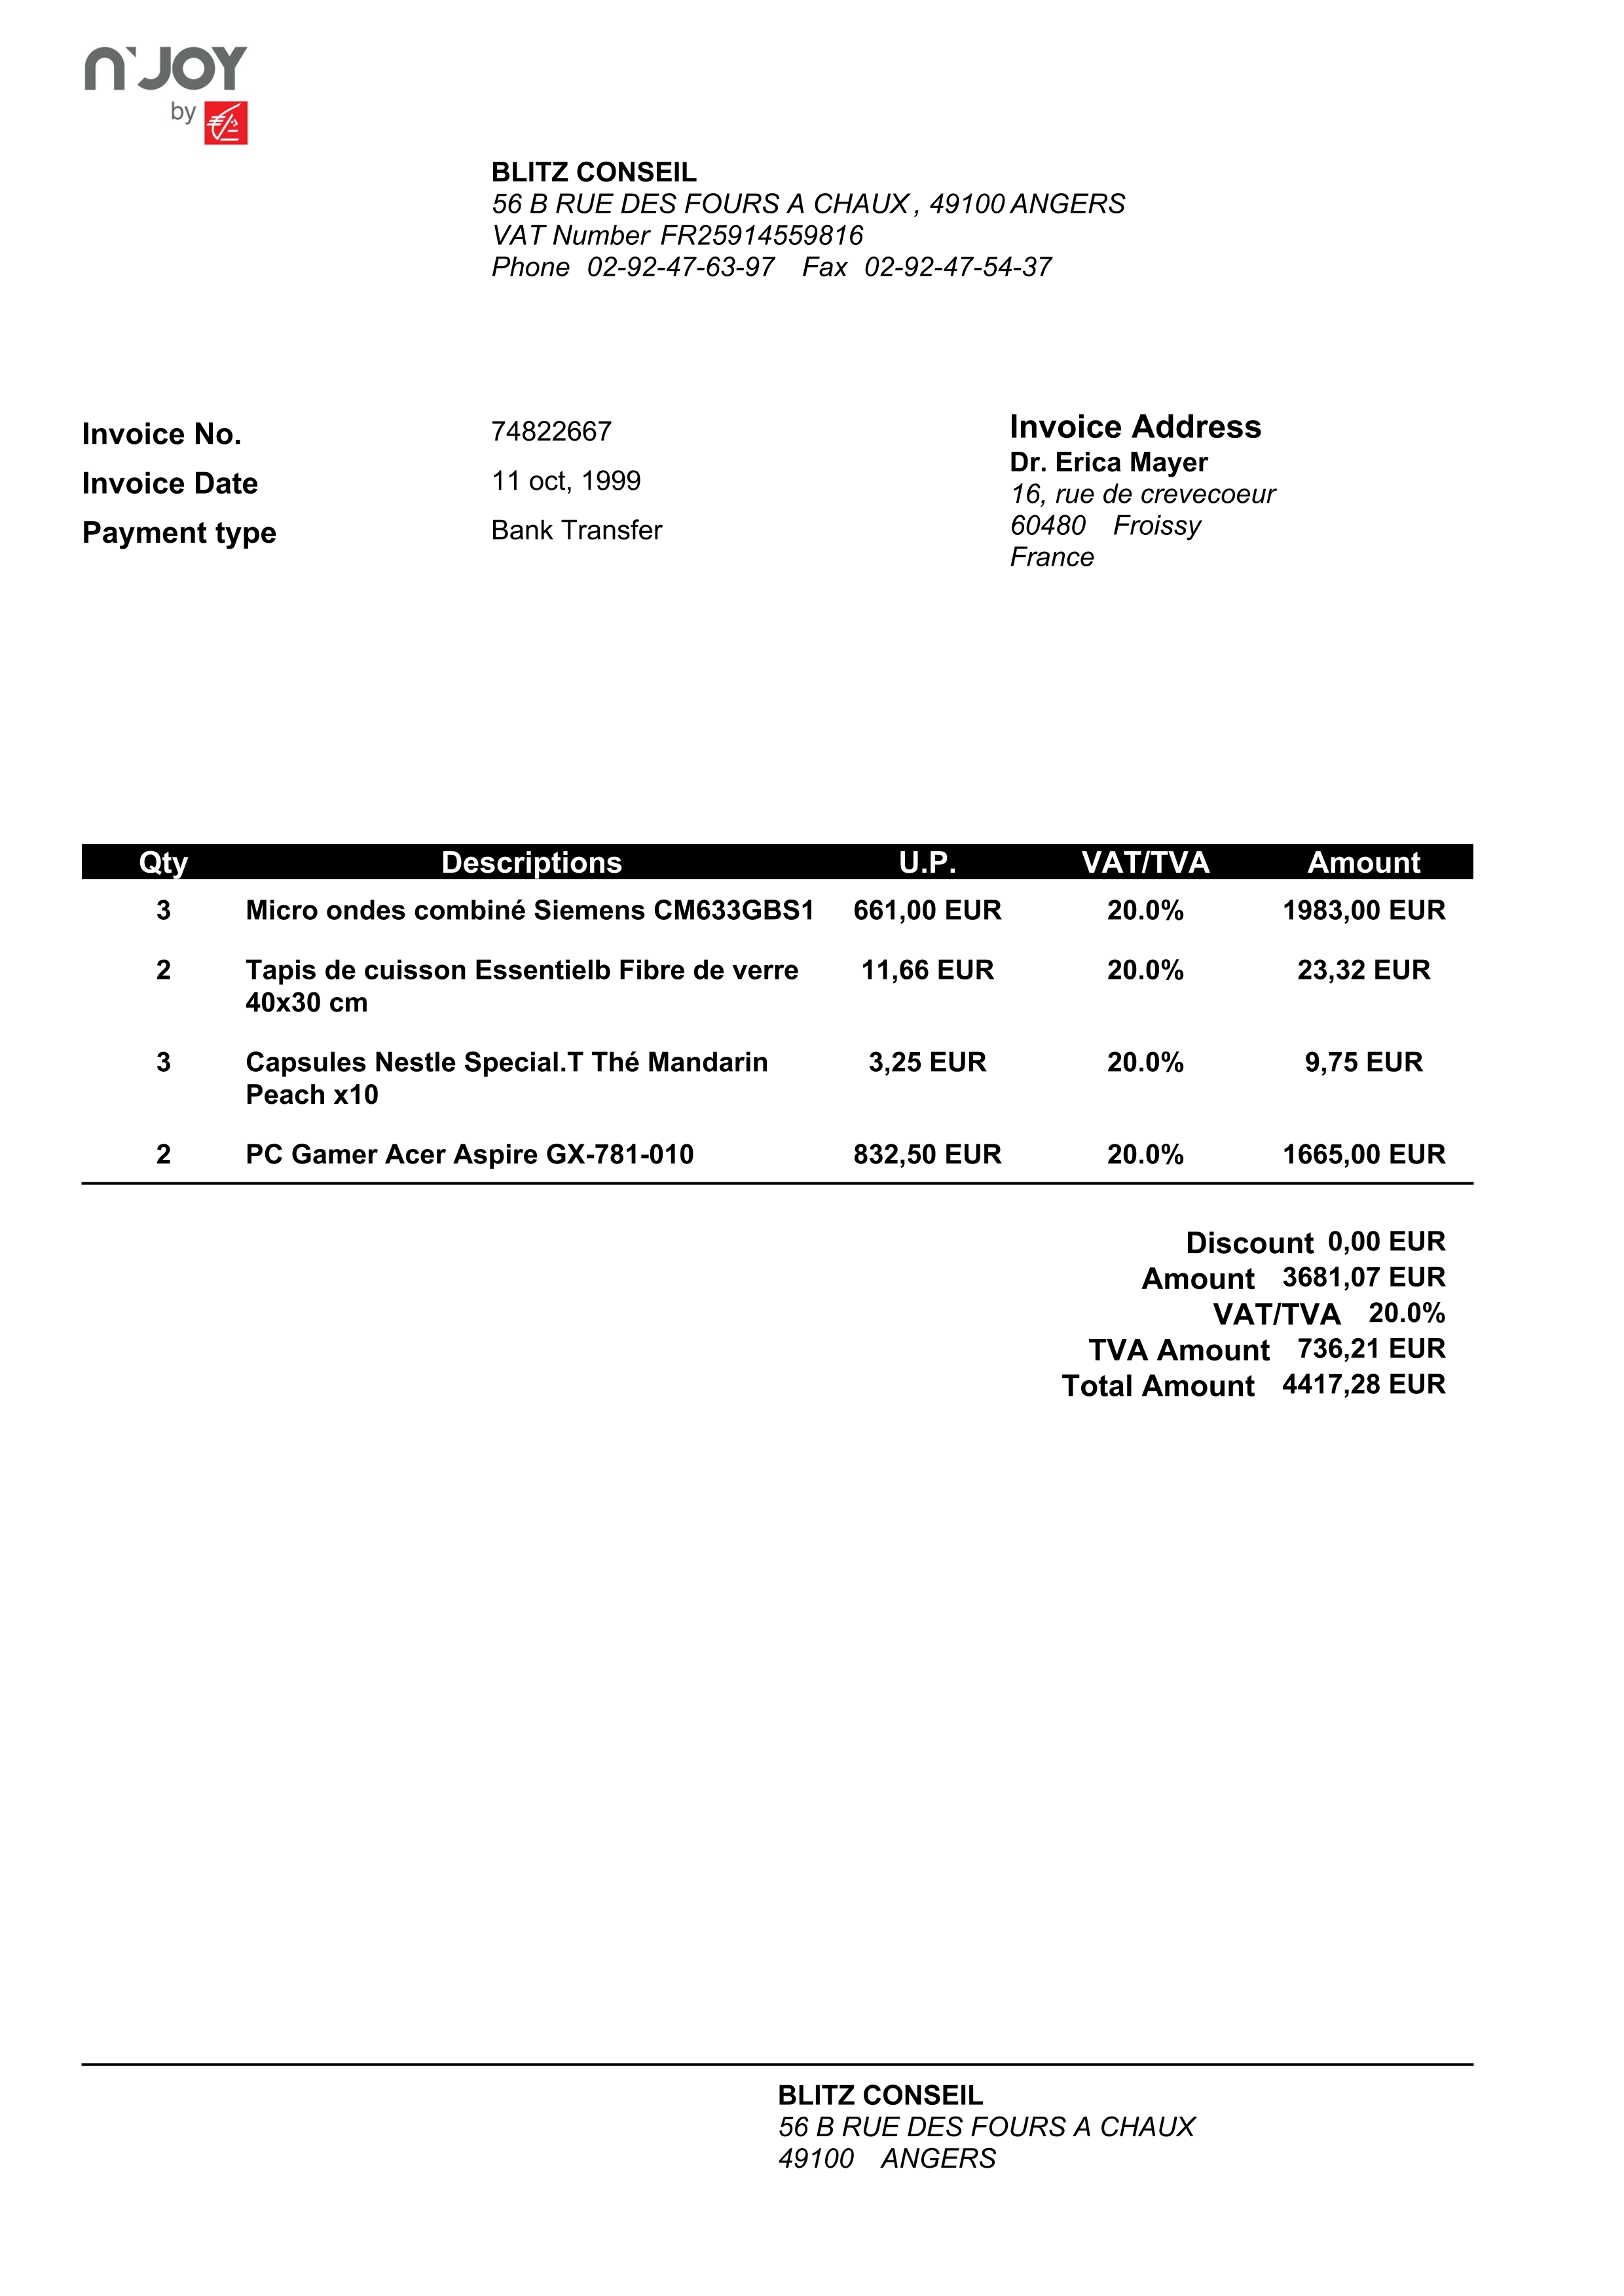 n'JOY
by
BLITZ CONSEIL
56 B RUE DES FOURS A CHAUX , 49100 ANGERS
VAT Number FR25914559816
Phone 02-92-47-63-97 Fax 02-92-47-54-37
Invoice No. 74822667
Invoice Date 11 oct, 1999
Payment type Bank Transfer
Invoice Address
Dr. Erica Mayer
16, rue de crevecoeur
60480 Froissy
France
Qty Descriptions U.P. VAT/TVA Amount
3 Micro ondes combiné Siemens CM633GBS1 661,00 EUR 20.0% 1983,00 EUR
2 Tapis de cuisson Essentielb Fibre de verre 11,66 EUR 20.0% 23,32 EUR
40x30 cm
3 Capsules Nestle Special.T Thé Mandarin 3,25 EUR 20.0% 9,75 EUR
Peach x10
2 PC Gamer Acer Aspire GX-781-010 832,50 EUR 20.0% 1665,00 EUR
Discount 0,00 EUR
Amount 3681,07 EUR
VAT/TVA 20.0%
TVA Amount 736,21 EUR
Total Amount 4417,28 EUR
BLITZ CONSEIL
56 B RUE DES FOURS A CHAUX
49100 ANGERS